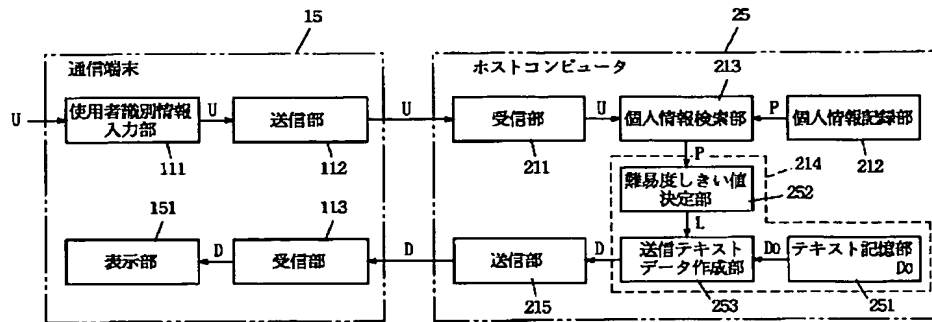 15
25
通信端末
ホストコンピュータ
213
U
使用者識別情報
入力部
U
送信部
U
受信部
U
個人情報検索部
P
個人情報記録部
111
112
211
212
P
214
難易度しきい値
決定部
252
151
113
L
表示部
D
受信部
D
送信部
D
送信テキスト
データ作成部
Do
テキスト記憶部
Do
215
253
251